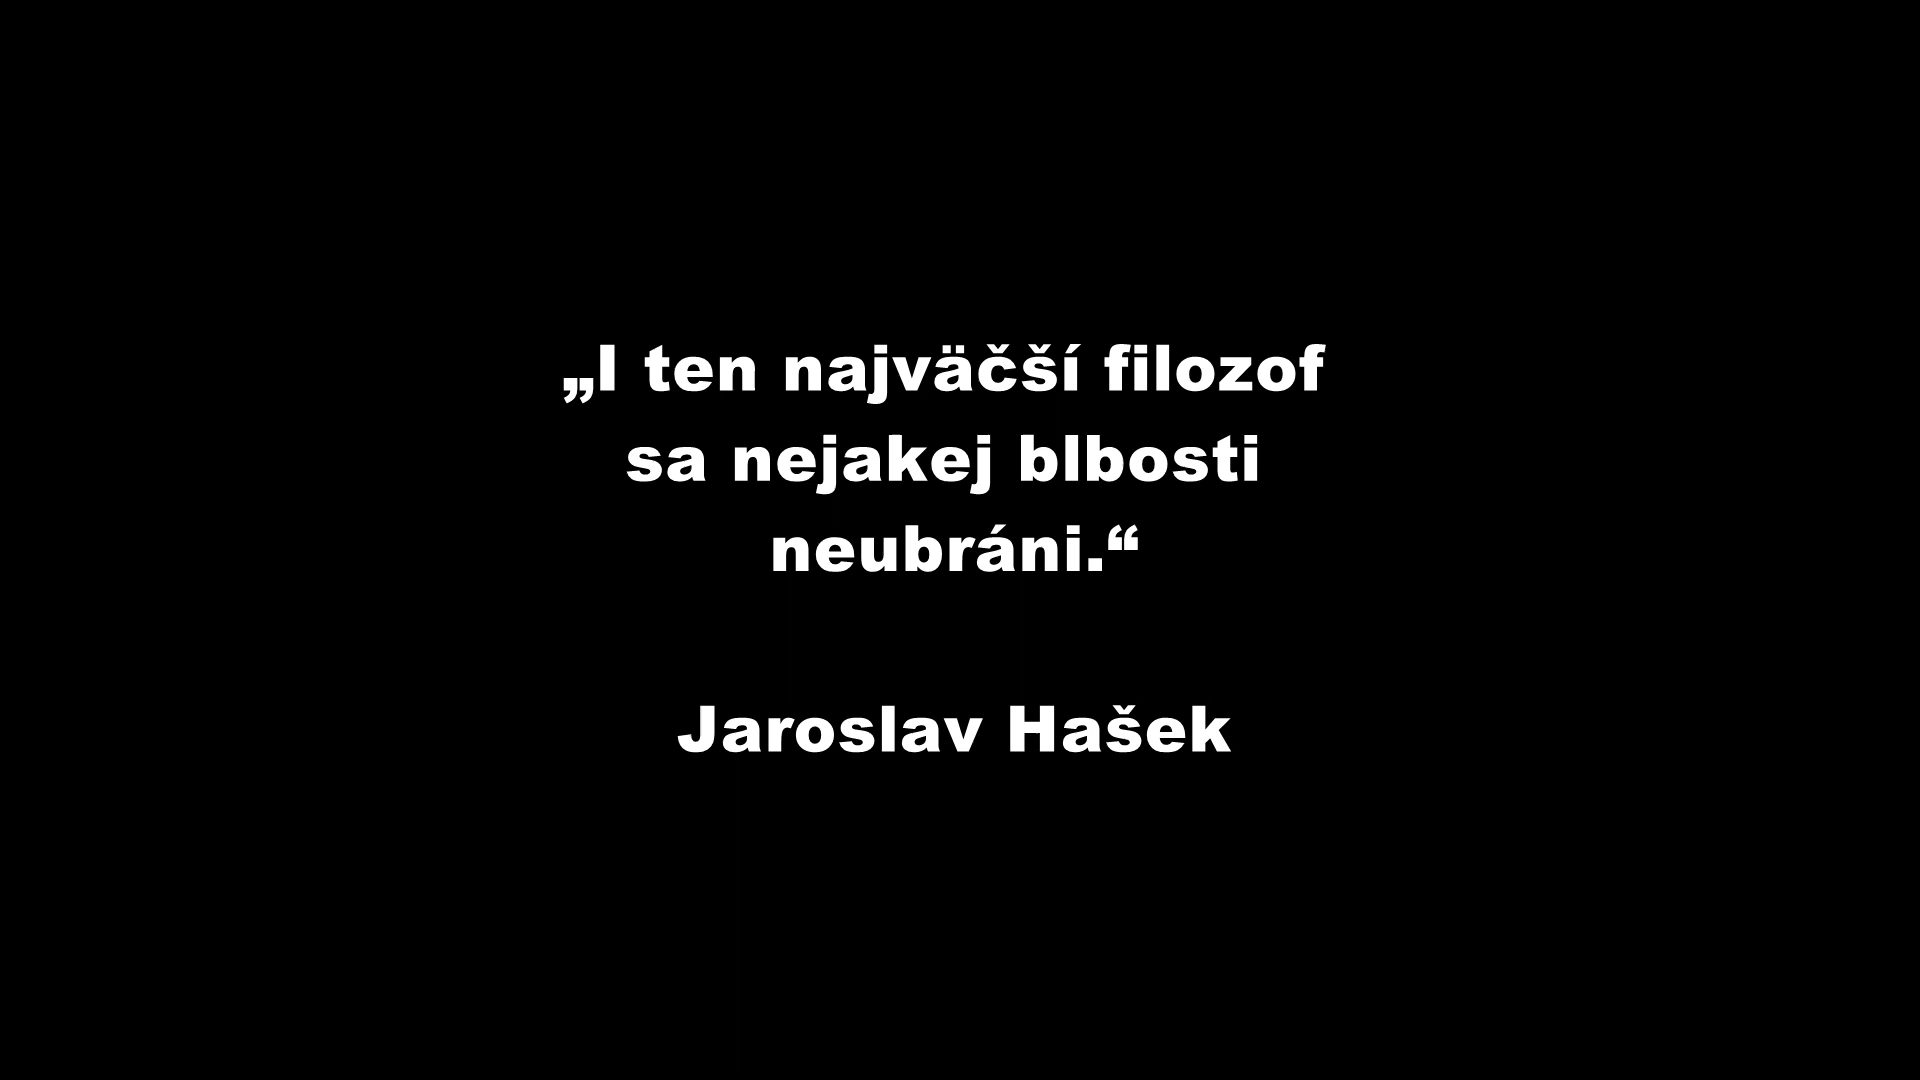 „I ten najväčší filozof
sa nejakej blbosti
neubráni.“
Jaroslav Hašek